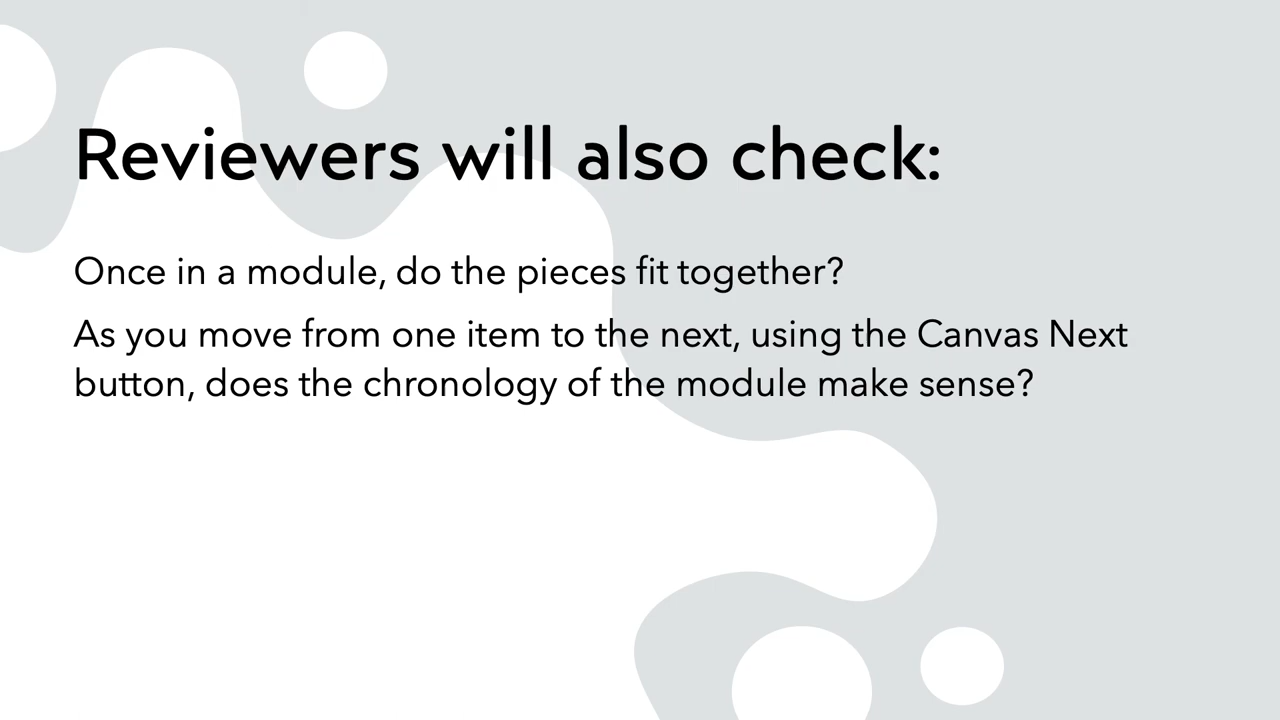 Reviewers will also check:
Once in a module, do the pieces fit together?
As you move from one item to the next, using the Canvas Next
button, does the chronology of the module make sense?